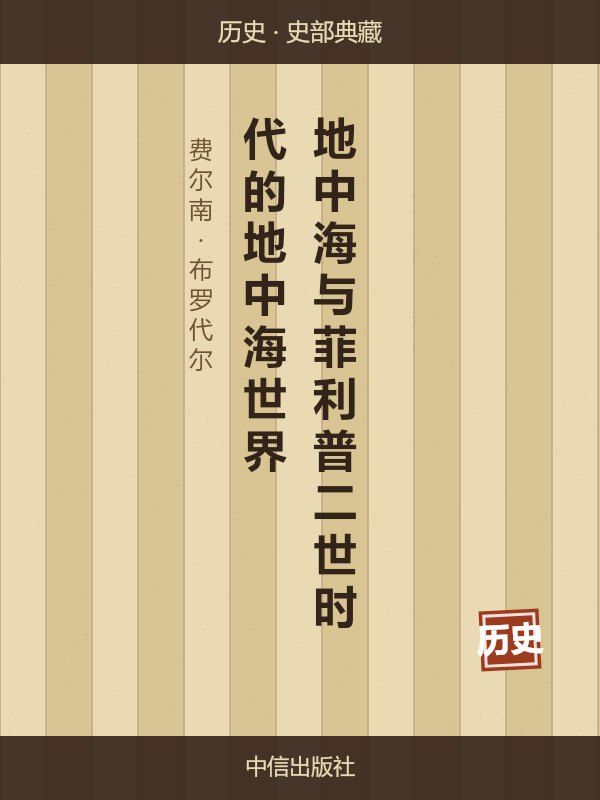 历史 · 史部典藏
地中海与菲利普二世时
代的地中海世界
费尔南 · 布罗代尔
历史
中信出版社